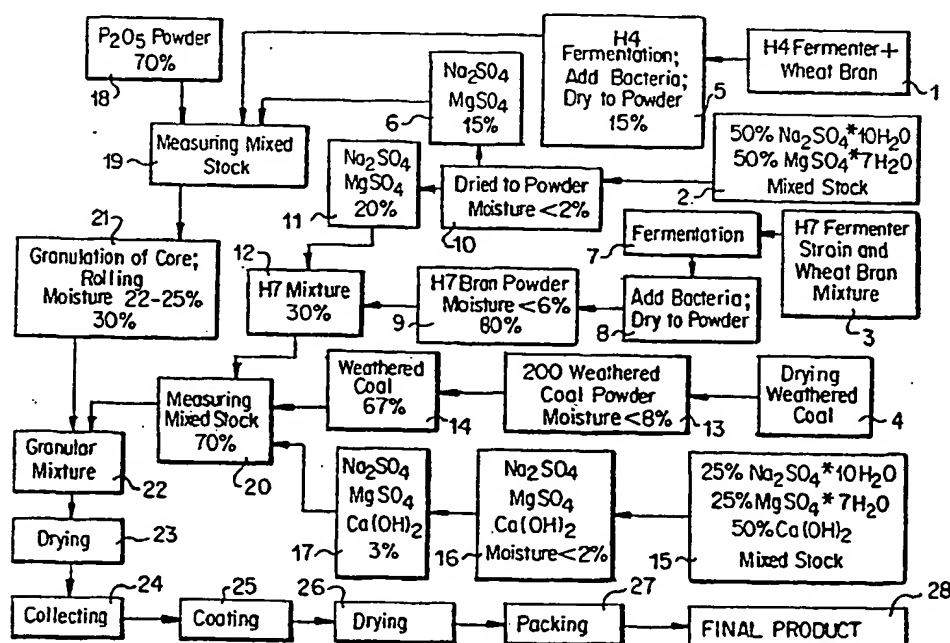 P2O5 Powder
70%
18
H4
Fermentation;
Add Bacteria;
Dry to Powder
15%
5
H4 Fermenter+
Wheat Bran
1
Na2SO4
MgSO4
15%
6
Measuring Mixed
Stock
19
Na2SO4
MgSO4
20%
11
Dried to Powder
Moisture <2%
10
50% Na2SO4*10H2O
50% MgSO4*7H2O
Mixed Stock
2
21
Granulation of Core;
Rolling
Moisture 22-25%
30%
12
H7 Mixture
30%
H7 Bran Powder
Moisture <6%
80%
9
Fermentation
7
Add Bacteria;
Dry to Powder
8
H7 Fermenter
Strain and
Wheat Bran
Mixture
3
Measuring
Mixed Stock
70%
20
Weathered
Coal
67%
14
200 Weathered
Coal Powder
Moisture <8%
13
Drying
Weathered
Coal
4
Granular
Mixture
22
Na2SO4
MgSO4
Ca(OH)2
3%
17
Na2SO4
MgSO4
Ca(OH)2
Moisture <2%
16
25% Na2SO4*10H2O
25% MgSO4* 7H2O
50% Ca(OH)2
Mixed Stock
15
Drying
23
Collecting
24
Coating
25
Drying
26
Packing
27
FINAL PRODUCT
28